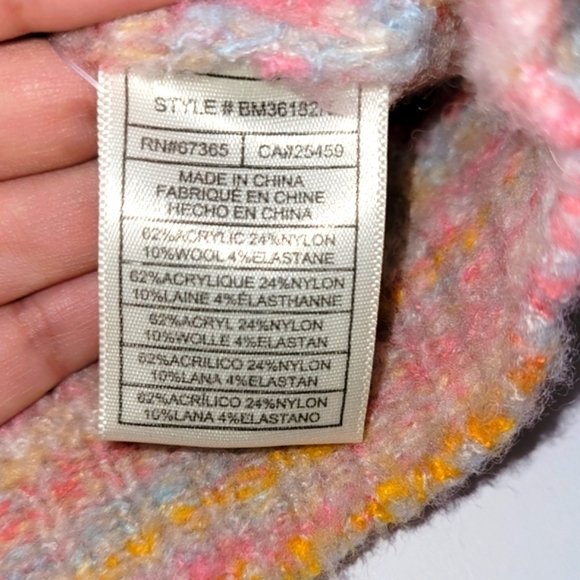 STYLE # BM36182
RN#67365 CA#25459
MADE IN CHINA
FABRIQUÉ EN CHINE
HECHO EN CHINA
62%ACRYLIC 24%NYLON
10%WOOL 4%ELASTANE
62%ACRYLIQUE 24%NYLON
10%LAINE 4%ÉLASTHANNE
62%ACRYL 24%NYLON
10%WOLLE 4%ELASTAN
62%ACRILICO 24%NYLON
10%LANA 4%ELASTAN
62%ACRÍLICO 24%NYLON
10%LANA 4%ELASTANO